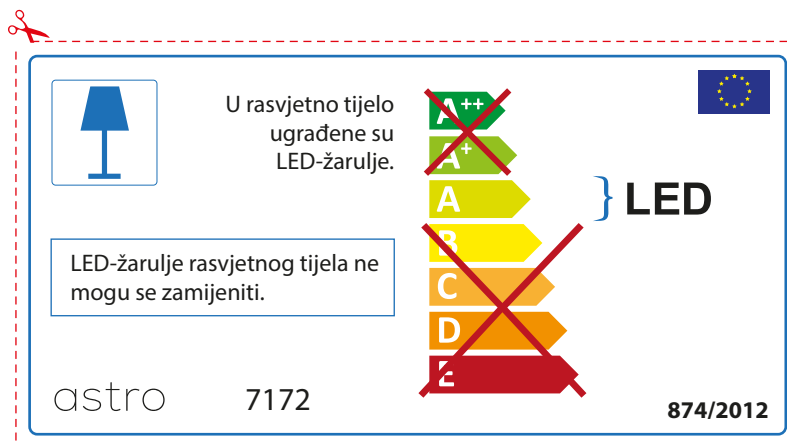 U rasvjetno tijelo
ugrađene su
LED-žarulje.
LED-žarulje rasvjetnog tijela ne
mogu se zamijeniti.
A++
A+
A
B
C
D
E
LED
astro
7172
874/2012